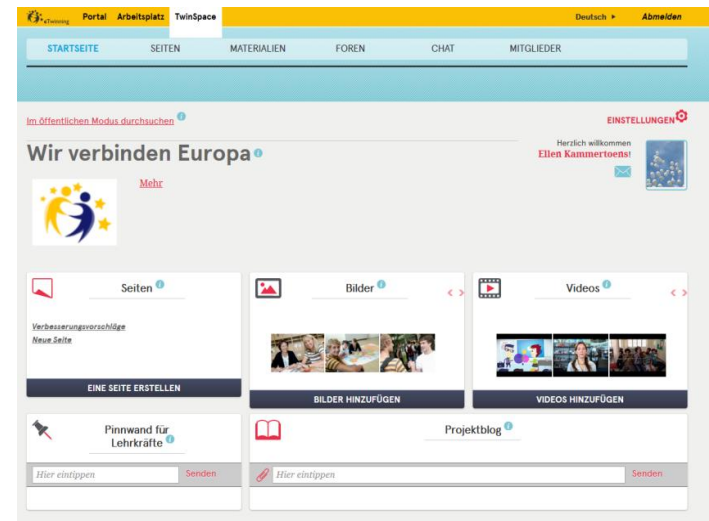 eTwinning Portal Arbeitsplatz TwinSpace Deutsch Abmelden
STARTSEITE SEITEN MATERIALIEN FOREN CHAT MITGLIEDER
Im öffentlichen Modus durchsuchen
EINSTELLUNGEN
Wir verbinden Europa
Herzlich willkommen
Ellen Kammertoens!
Mehr
Seiten
Verbesserungsvorschläge
Neue Seite
EINE SEITE ERSTELLEN
Bilder
BILDER HINZUFÜGEN
Videos
VIDEOS HINZUFÜGEN
Pinnwand für
Lehrkräfte
Hier eintippen Senden
Projektblog
Hier eintippen Senden